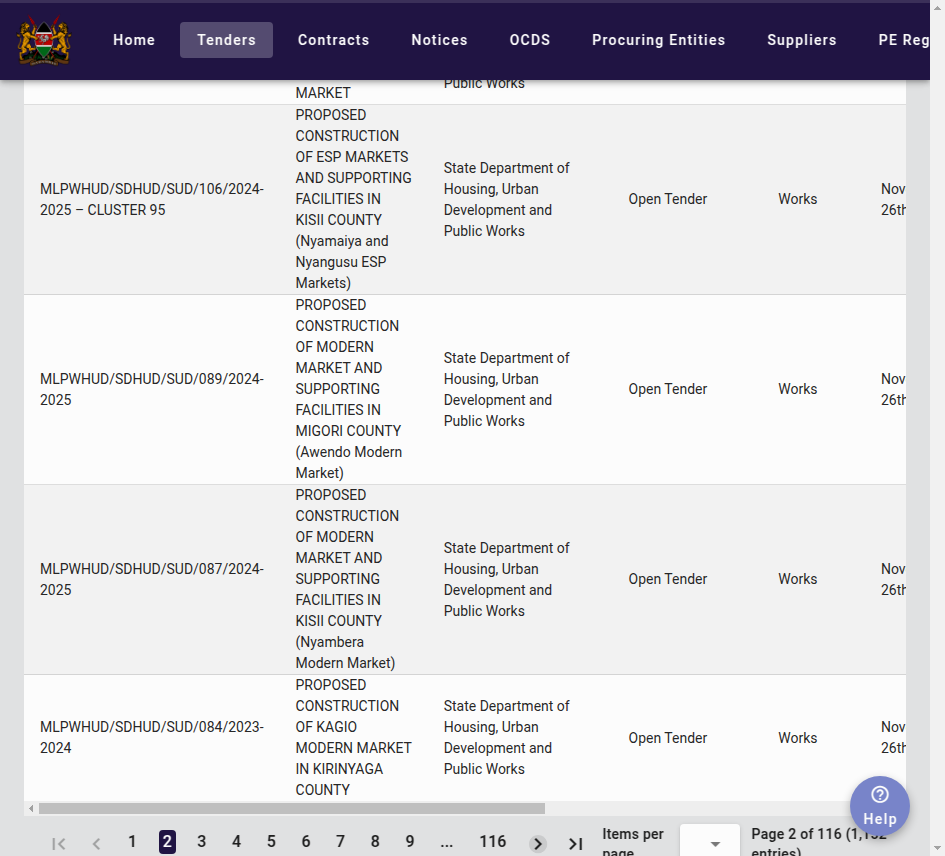 Home
Tenders
Contracts
Notices
OCDS
Procuring Entities
Suppliers
PE Reg
MARKET
Public Works
MLPWHUD/SDHUD/SUD/106/2024-
2025 – CLUSTER 95
PROPOSED
CONSTRUCTION
OF ESP MARKETS
AND SUPPORTING
FACILITIES IN
KISII COUNTY
(Nyamaiya and
Nyangusu ESP
Markets)
State Department of
Housing, Urban
Development and
Public Works
Open Tender
Works
Nov
26th
MLPWHUD/SDHUD/SUD/089/2024-
2025
PROPOSED
CONSTRUCTION
OF MODERN
MARKET AND
SUPPORTING
FACILITIES IN
MIGORI COUNTY
(Awendo Modern
Market)
State Department of
Housing, Urban
Development and
Public Works
Open Tender
Works
Nov
26th
MLPWHUD/SDHUD/SUD/087/2024-
2025
PROPOSED
CONSTRUCTION
OF MODERN
MARKET AND
SUPPORTING
FACILITIES IN
KISII COUNTY
(Nyambera
Modern Market)
State Department of
Housing, Urban
Development and
Public Works
Open Tender
Works
Nov
26th
MLPWHUD/SDHUD/SUD/084/2023-
2024
PROPOSED
CONSTRUCTION
OF KAGIO
MODERN MARKET
IN KIRINYAGA
COUNTY
State Department of
Housing, Urban
Development and
Public Works
Open Tender
Works
Nov
26th
Help
1 2 3 4 5 6 7 8 9 ... 116
Items per
page
Page 2 of 116
entries)